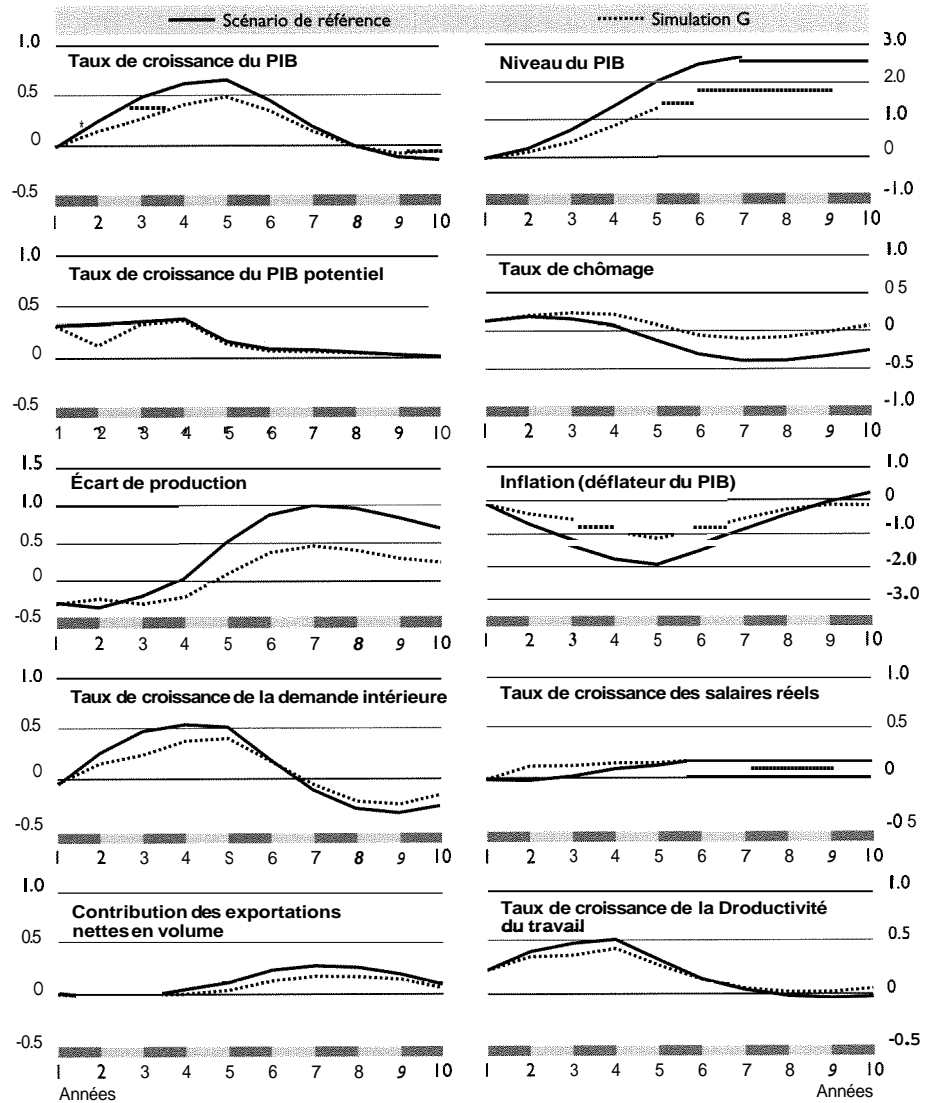 Scénario de référence
Simulation G
Taux de croissance du PIB
1.0
0.5
0
-0.5
1 2 3 4 5 6 7 8 9 10
Niveau du PIB
3.0
2.0
1.0
0
-1.0
1 2 3 4 5 6 7 8 9 10
Taux de croissance du PIB potentiel
1.0
0.5
0
-0.5
1 5 6 7 8 9 10
Taux de chômage
1.0
0 5
0
-0.5
-1.0
1 2 3 4 5 6 7 8 9 10
Écart de production
1.5
1.0
0.5
0
-0.5
1 2 3 4 5 6 7 8 9 10
Inflation (déflateur du PIB)
1.0
0
-1.0
-2.0
-3.0
1 2 3 4 5 6 7 8 9 10
Taux de croissance de la demande intérieure
1.0
0.5
0
-0.5
1 2 3 4 5 6 7 8 9 10
Taux de croissance des salaires réels
1.0
0.5
0
-0 5
1 2 3 4 5 6 7 8 9 10
Contribution des exportations
nettes en volume
1.0
0.5
0
-0.5
1 2 3 4 5 6 7 8 9 10
Années
Taux de croissance de la Droductivité
du travail
1.0
0.5
0
-0.5
1 2 3 4 5 6 7 8 9 10
Années